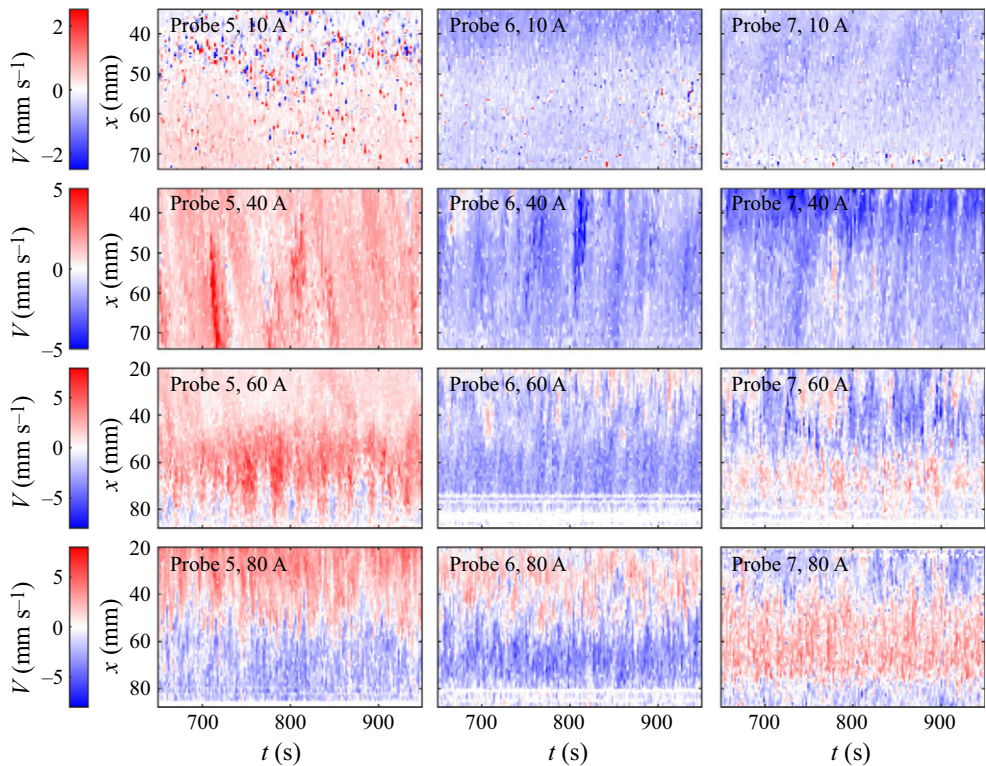 2
0
−2
V (mm s−1)
40
50
60
70
x (mm)
Probe 5, 10 A
Probe 6, 10 A
Probe 7, 10 A
5
0
−5
V (mm s−1)
40
50
60
70
x (mm)
Probe 5, 40 A
Probe 6, 40 A
Probe 7, 40 A
5
0
−5
V (mm s−1)
20
40
60
80
x (mm)
Probe 5, 60 A
Probe 6, 60 A
Probe 7, 60 A
5
0
−5
V (mm s−1)
20
40
60
80
x (mm)
Probe 5, 80 A
Probe 6, 80 A
Probe 7, 80 A
700 800 900
700 800 900
700 800 900
t (s)
t (s)
t (s)